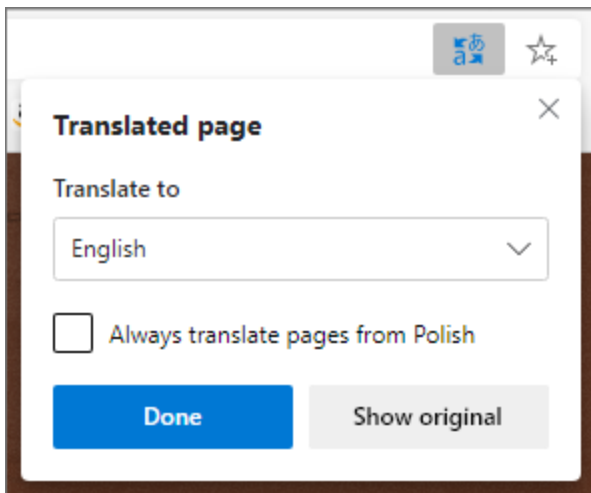 Translated page
Translate to
English
Always translate pages from Polish
Done
Show original